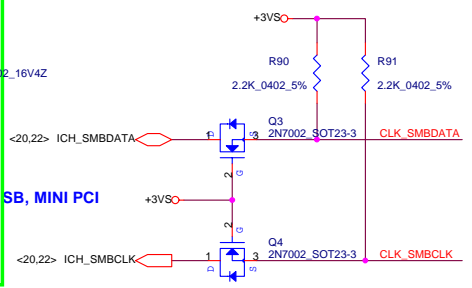 +3VS
R90
R91
02_16V4Z
2.2K_0402_5%
2.2K_0402_5%
Q3
2N7002_SOT23-3
<20,22> ICH_SMBDATA
1
D
S
3
CLK_SMBDATA
2
G
SB, MINI PCI
+3VS
2
G
Q4
2N7002_SOT23-3
<20,22> ICH_SMBCLK
1
D
S
3
CLK_SMBCLK